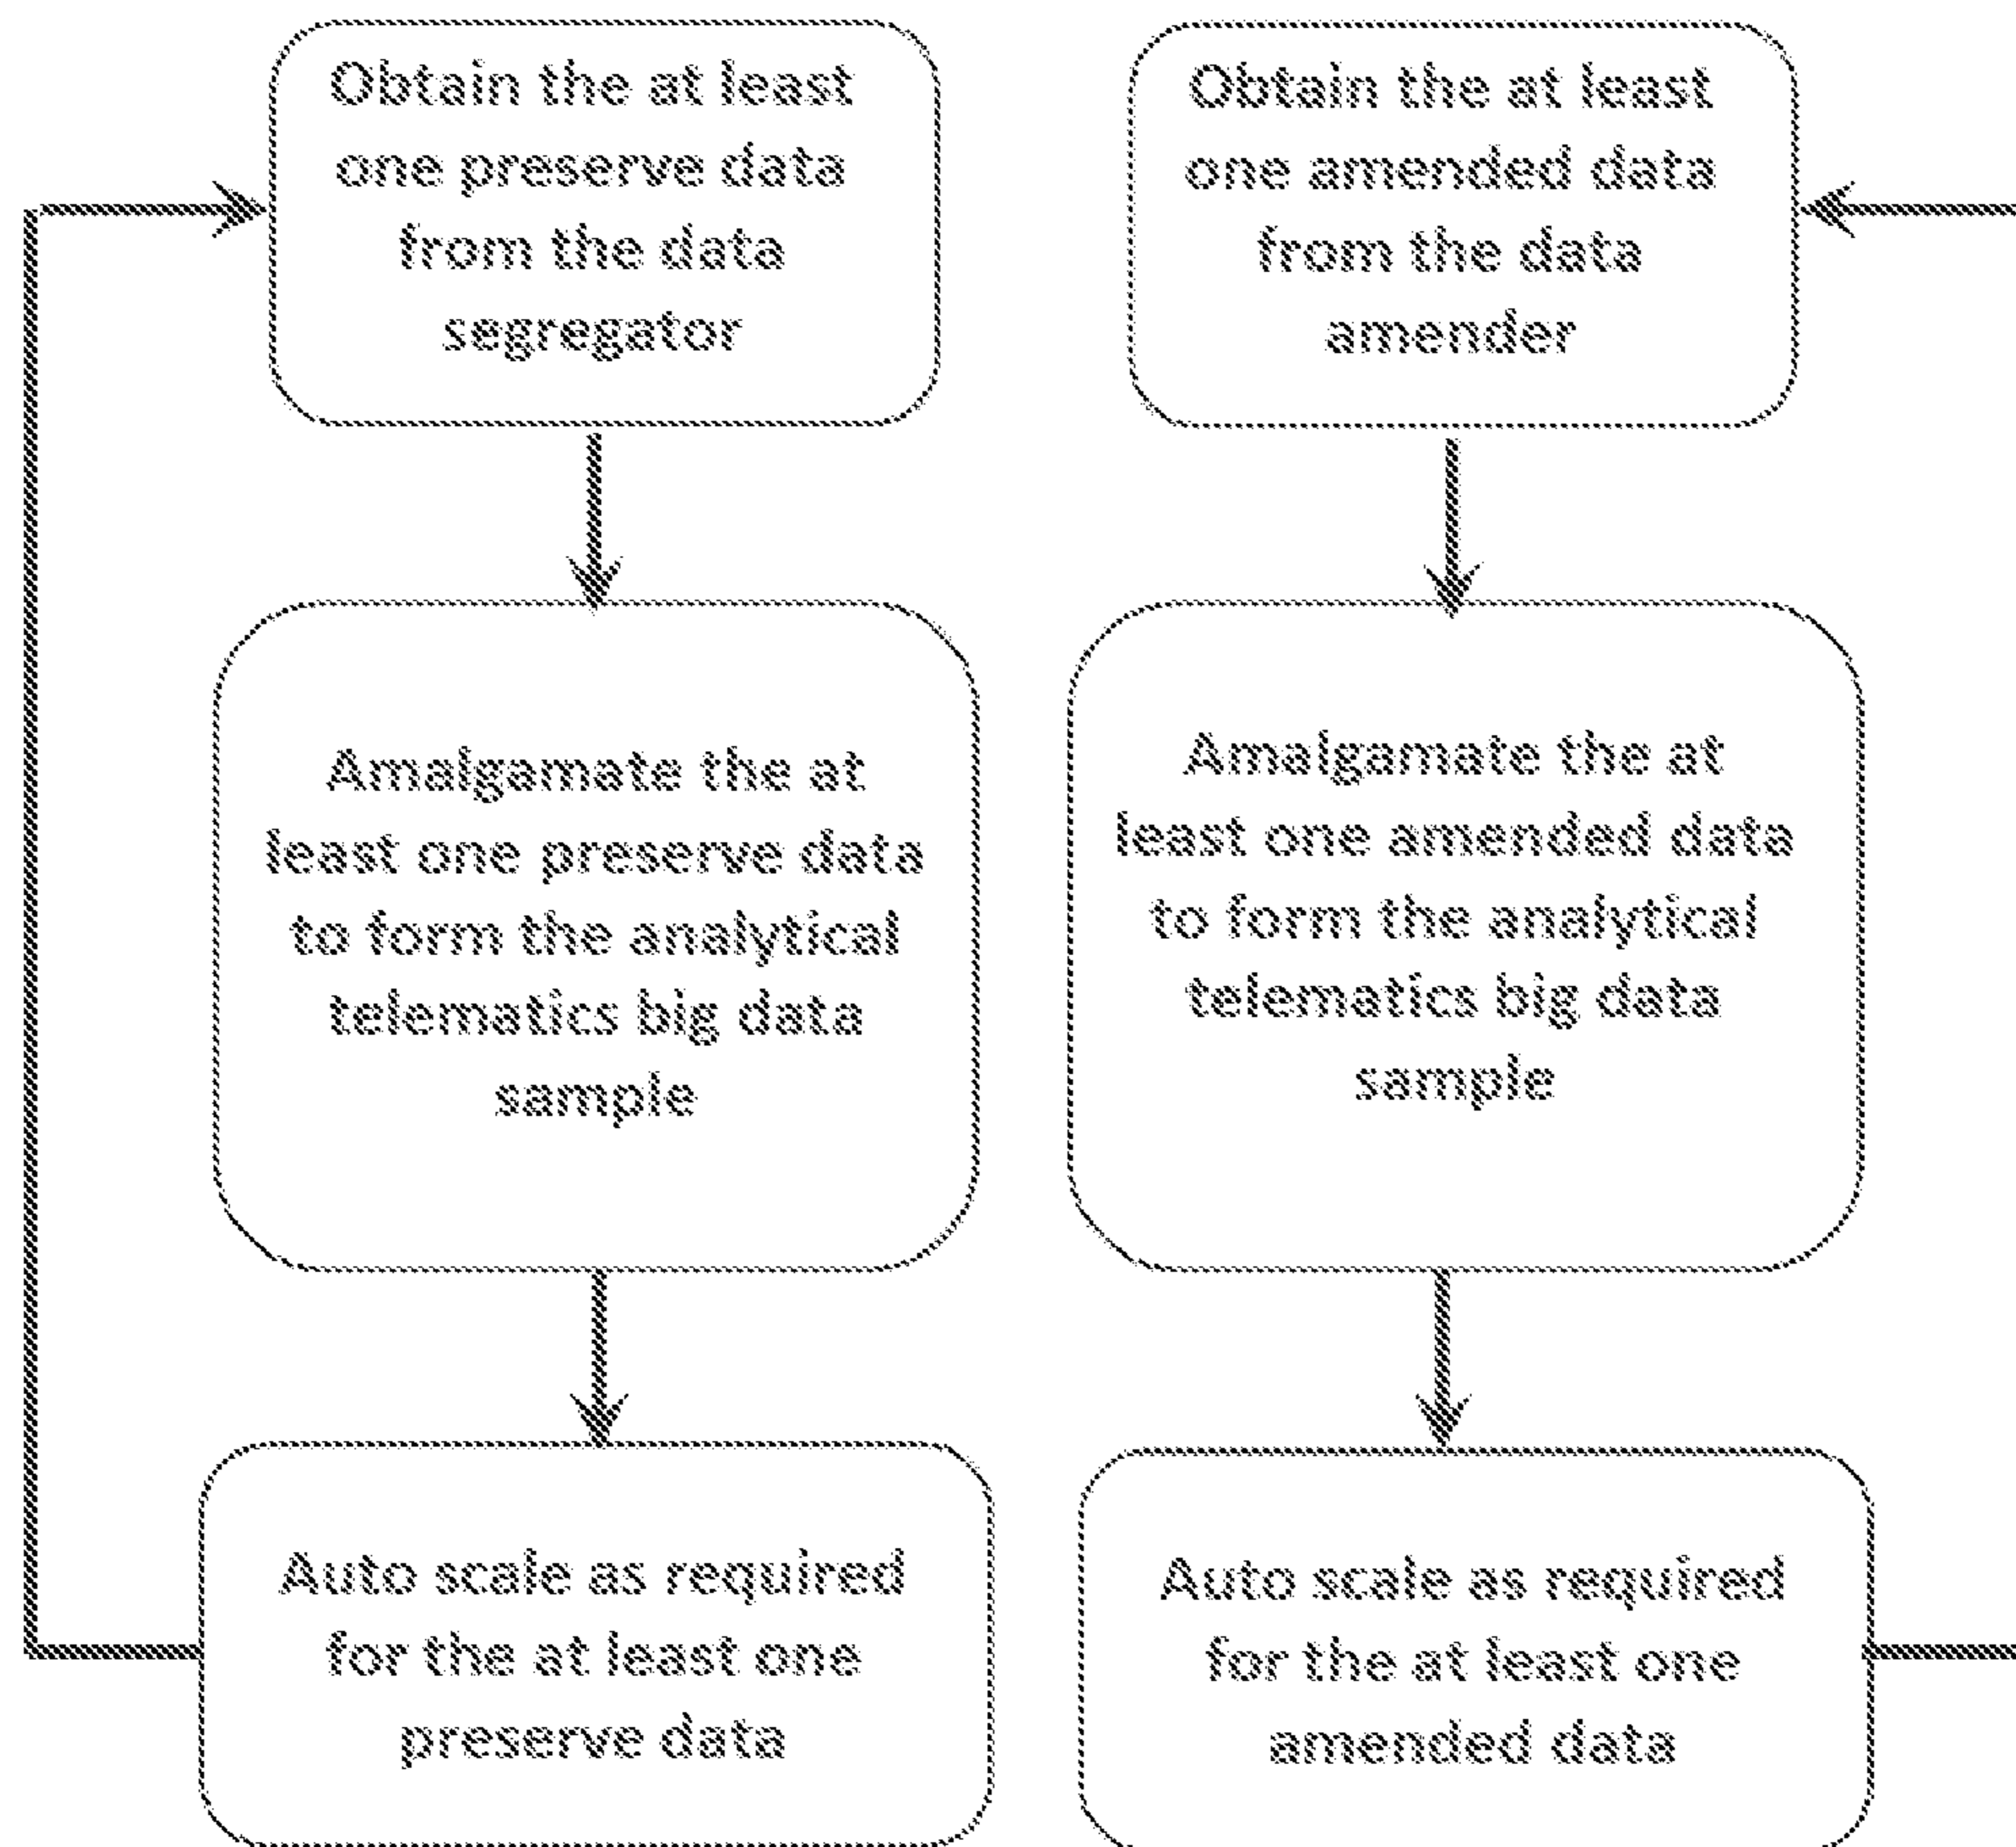 Obtain the at least
one preserve data
from the data
segregator
Amalgamate the at
least one preserve data
to form the analytical
telematics big data
sample
Auto scale as required
for the at least one
preserve data
Obtain the at least
one amended data
from the data
amender
Amalgamate the at
least one amended data
to form the analytical
telematics big data
sample
Auto scale as required
for the at least one
amended data